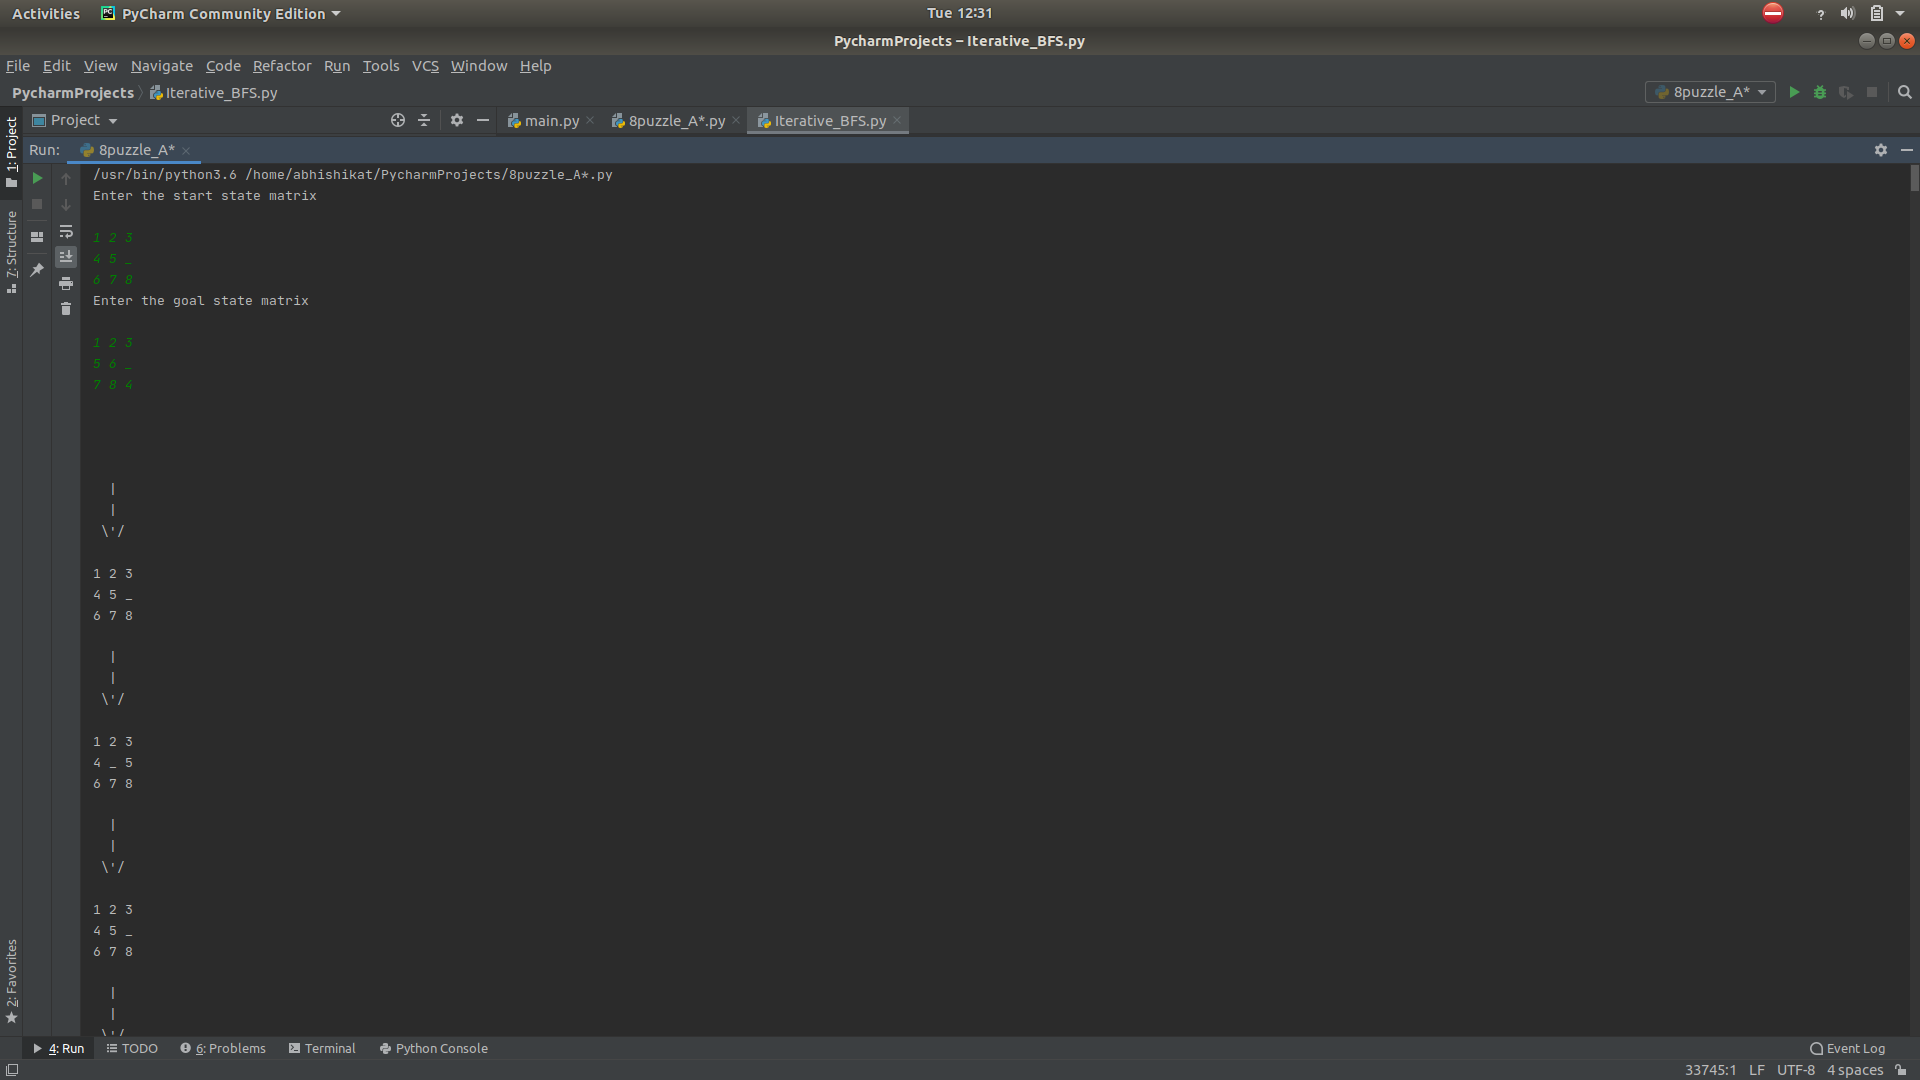 Activities PyCharm Community Edition Tue 12:31 ?
PycharmProjects – Iterative_BFS.py
File Edit View Navigate Code Refactor Run Tools VCS Window Help
PycharmProjects Iterative_BFS.py 8puzzle_A*
1: Project
Project main.py 8puzzle_A*.py Iterative_BFS.py
Run: 8puzzle_A*
7: Structure
2: Favorites
/usr/bin/python3.6 /home/abhishikat/PycharmProjects/8puzzle_A*.py
Enter the start state matrix
1 2 3
4 5 _
6 7 8
Enter the goal state matrix
1 2 3
5 6 _
7 8 4
|
|
\'/
1 2 3
4 5 _
6 7 8
|
|
\'/
1 2 3
4 _ 5
6 7 8
|
|
\'/
1 2 3
4 5 _
6 7 8
|
|
\'/
4: Run TODO 6: Problems Terminal Python Console Event Log
33745:1 LF UTF-8 4 spaces